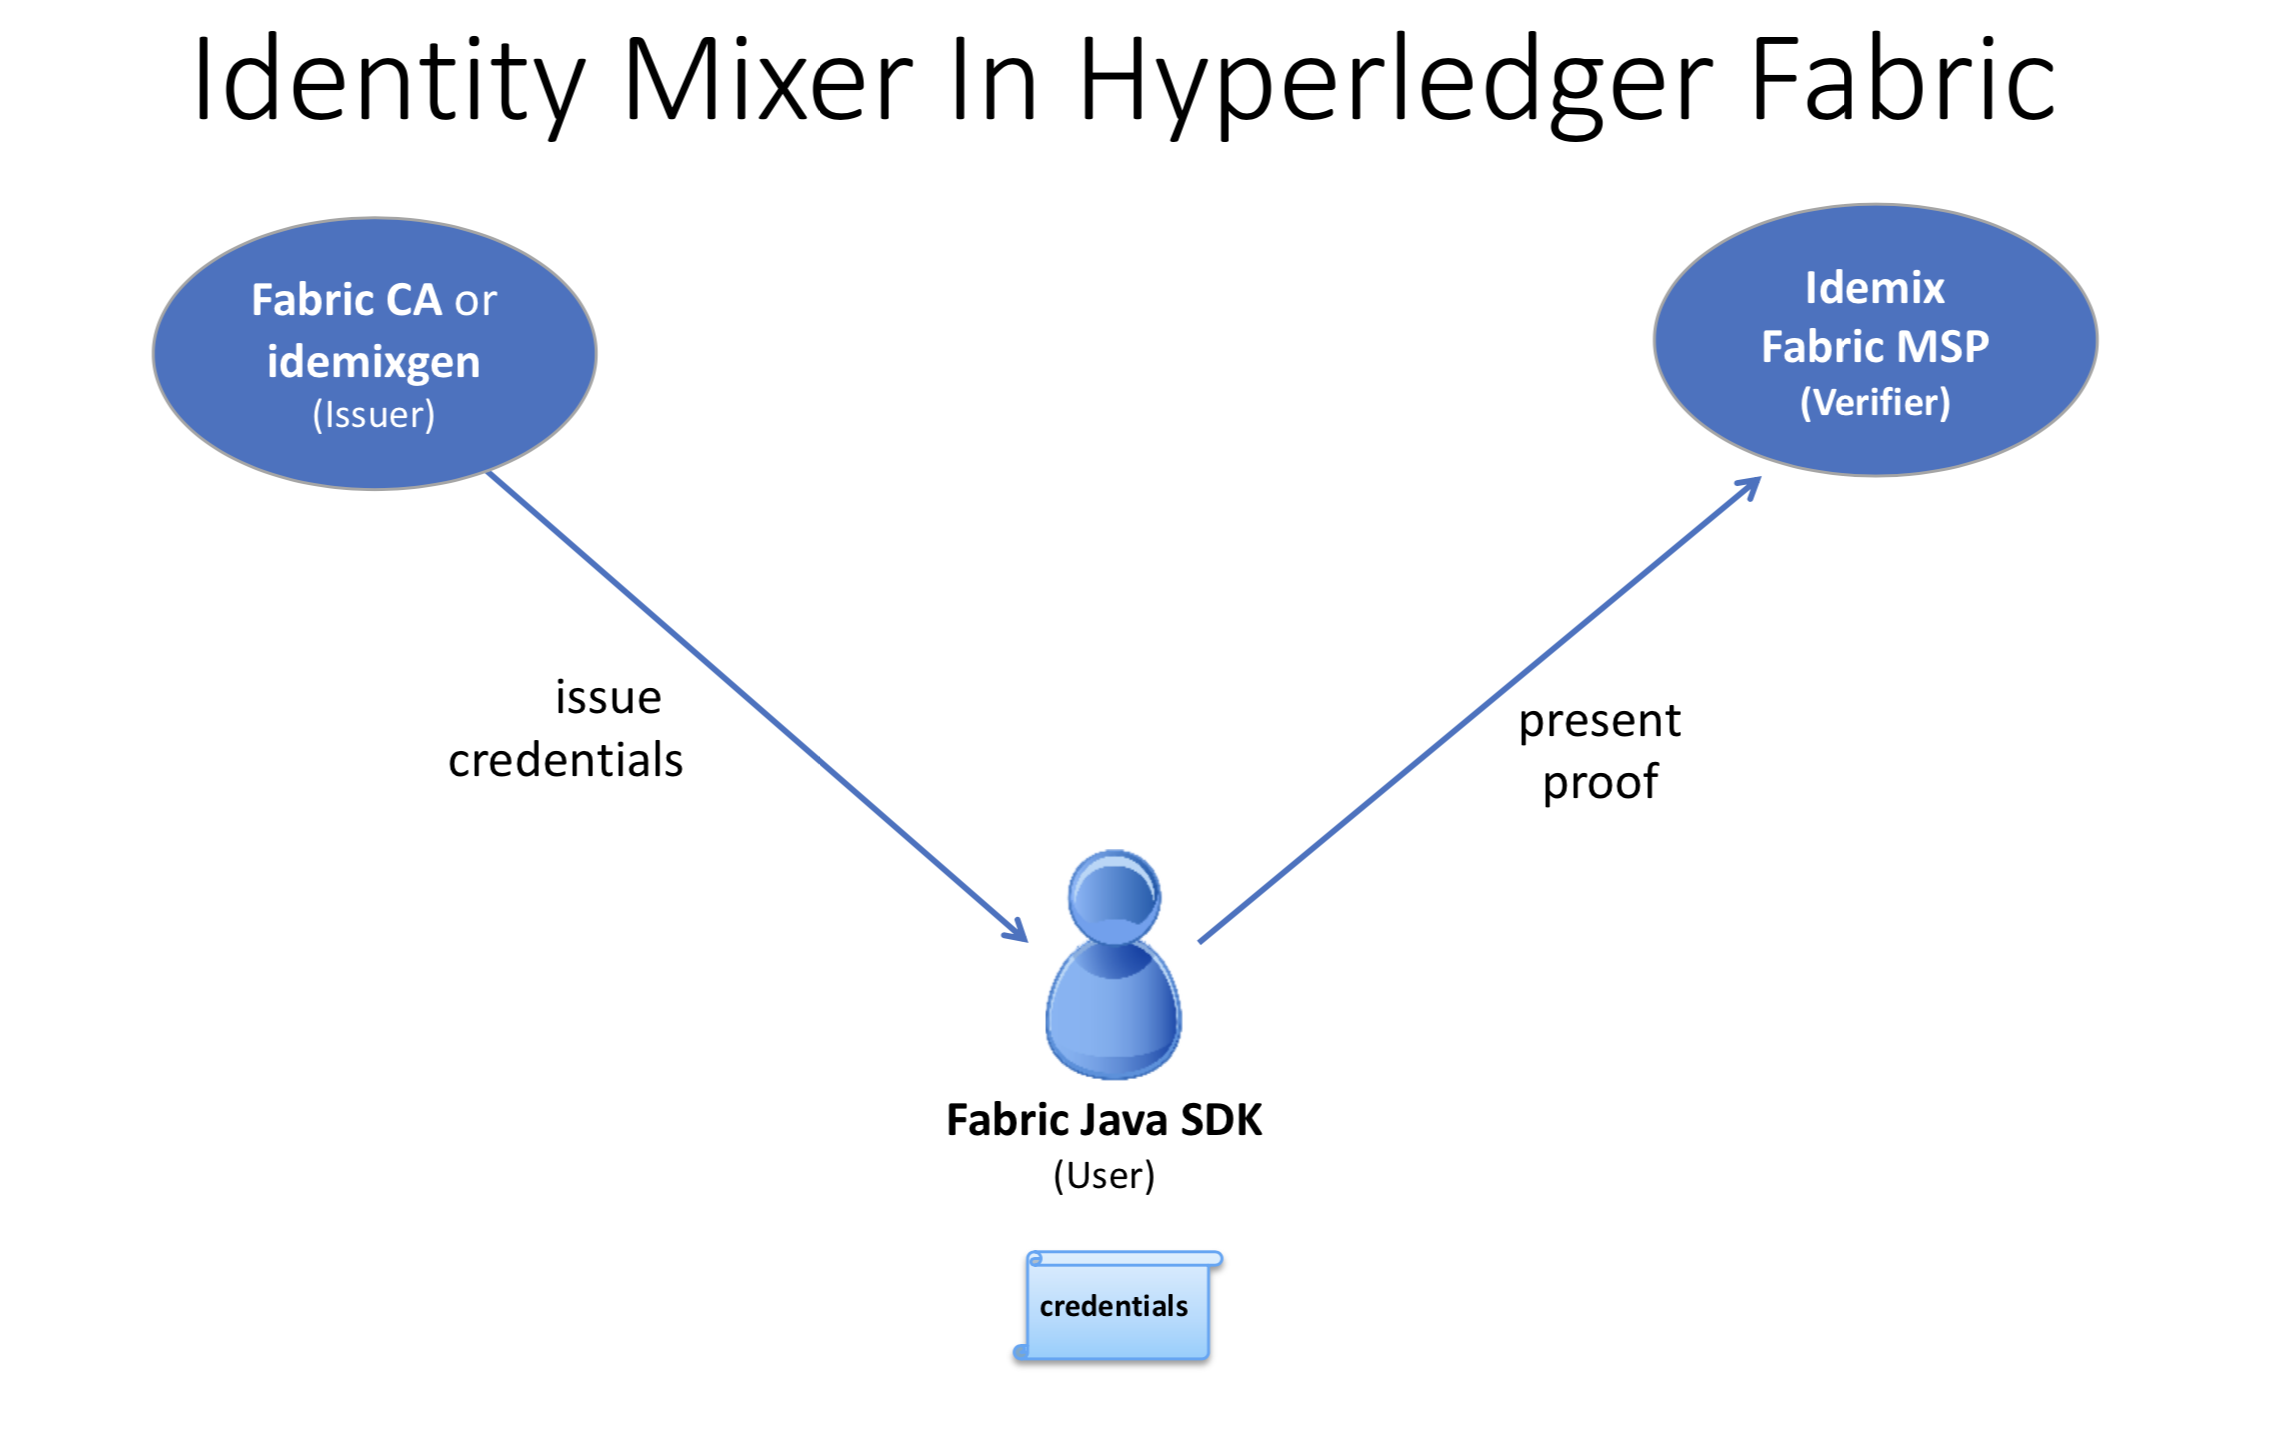 Identity Mixer In Hyperledger Fabric
Fabric CA or
idemixgen
(Issuer)
Idemix
Fabric MSP
(Verifier)
issue
credentials
present
proof
Fabric Java SDK
(User)
credentials